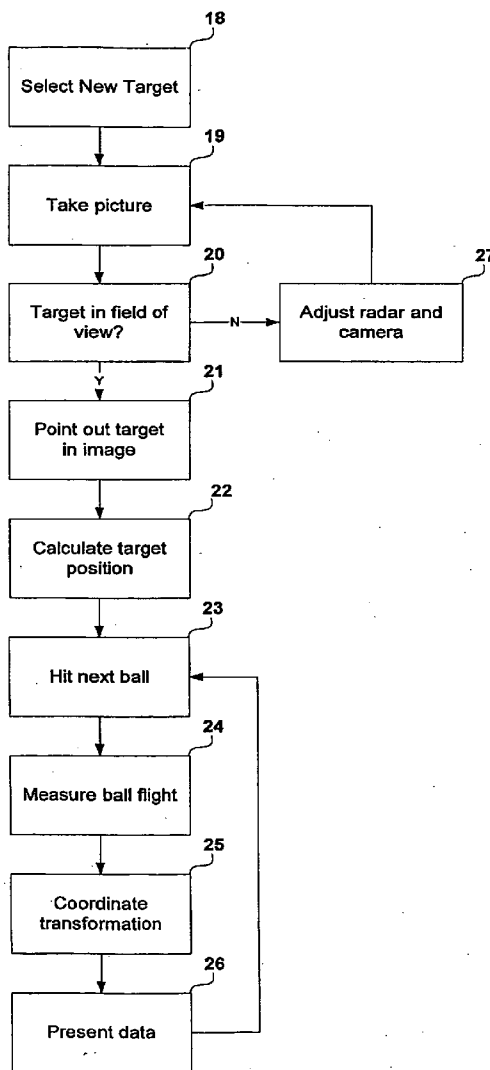 18
Select New Target
19
Take picture
20
27
Target in field of
view?
N
Adjust radar and
camera
Y
21
Point out target
in image
22
Calculate target
position
23
Hit next ball
24
Measure ball flight
25
Coordinate
transformation
26
Present data